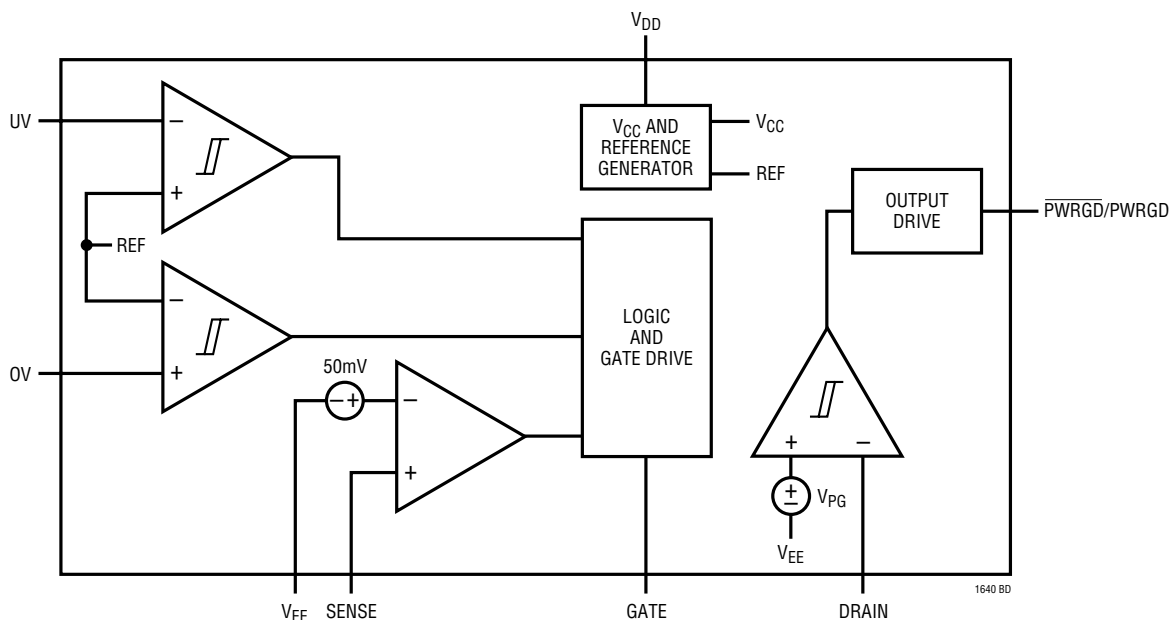 VDD
UV
−
+
REF
−
+
OV
VCC AND
REFERENCE
GENERATOR
VCC
REF
OUTPUT
DRIVE
PWRGD/PWRGD
LOGIC
AND
GATE DRIVE
50mV
− +
−
+
+ −
+
−
VPG
VEE
VEE SENSE GATE DRAIN
1640 BD